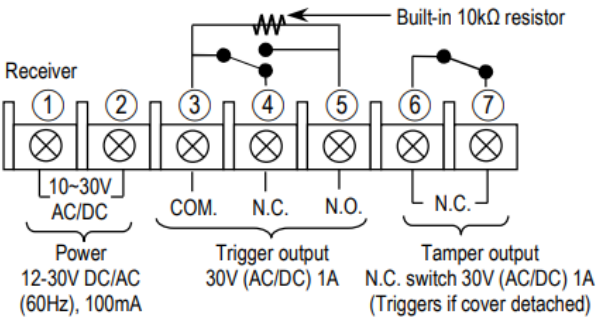 Built-in 10kΩ resistor
Receiver
1 2 3 4 5 6 7
10~30V
AC/DC
COM. N.C. N.O. N.C.
Power
12-30V DC/AC
(60Hz), 100mA
Trigger output
30V (AC/DC) 1A
Tamper output
N.C. switch 30V (AC/DC) 1A
(Triggers if cover detached)